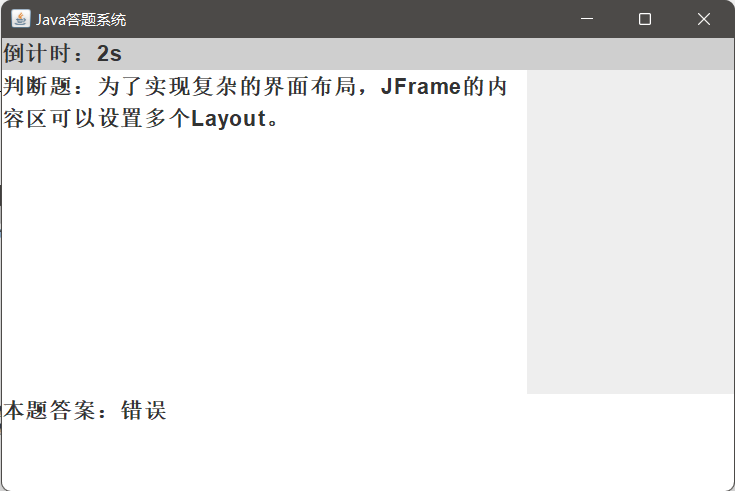 Java答题系统
倒计时：2s
判断题：为了实现复杂的界面布局，JFrame的内
容区可以设置多个Layout。
本题答案：错误